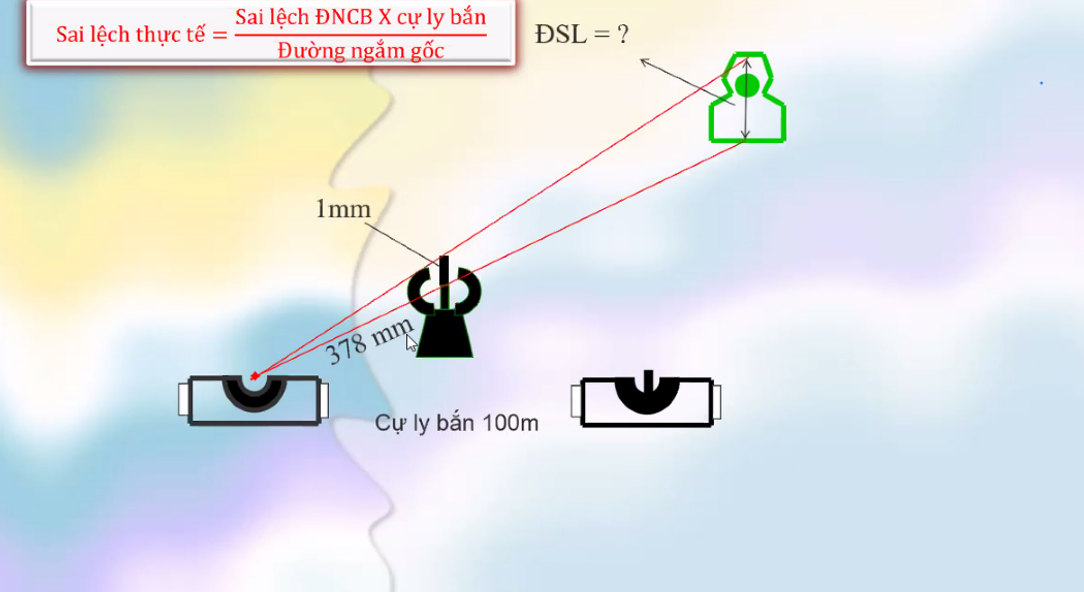 Sai lệch thực tế = Sai lệch ĐNCB X cự ly bắn
Đường ngắm gốc
ĐSL = ?
1mm
378 mm
Cự ly bắn 100m